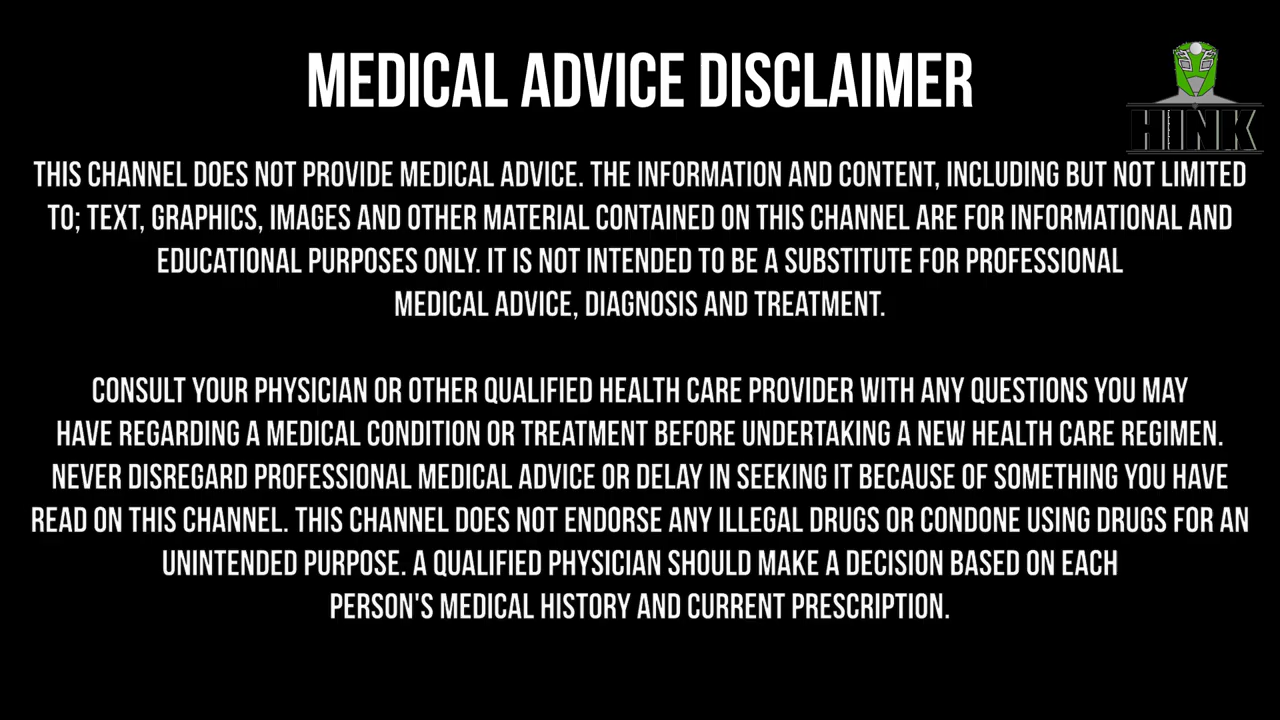 MEDICAL ADVICE DISCLAIMER
HINK
THIS CHANNEL DOES NOT PROVIDE MEDICAL ADVICE. THE INFORMATION AND CONTENT, INCLUDING BUT NOT LIMITED
TO; TEXT, GRAPHICS, IMAGES AND OTHER MATERIAL CONTAINED ON THIS CHANNEL ARE FOR INFORMATIONAL AND
EDUCATIONAL PURPOSES ONLY. IT IS NOT INTENDED TO BE A SUBSTITUTE FOR PROFESSIONAL
MEDICAL ADVICE, DIAGNOSIS AND TREATMENT.
CONSULT YOUR PHYSICIAN OR OTHER QUALIFIED HEALTH CARE PROVIDER WITH ANY QUESTIONS YOU MAY
HAVE REGARDING A MEDICAL CONDITION OR TREATMENT BEFORE UNDERTAKING A NEW HEALTH CARE REGIMEN.
NEVER DISREGARD PROFESSIONAL MEDICAL ADVICE OR DELAY IN SEEKING IT BECAUSE OF SOMETHING YOU HAVE
READ ON THIS CHANNEL. THIS CHANNEL DOES NOT ENDORSE ANY ILLEGAL DRUGS OR CONDONE USING DRUGS FOR AN
UNINTENDED PURPOSE. A QUALIFIED PHYSICIAN SHOULD MAKE A DECISION BASED ON EACH
PERSON'S MEDICAL HISTORY AND CURRENT PRESCRIPTION.